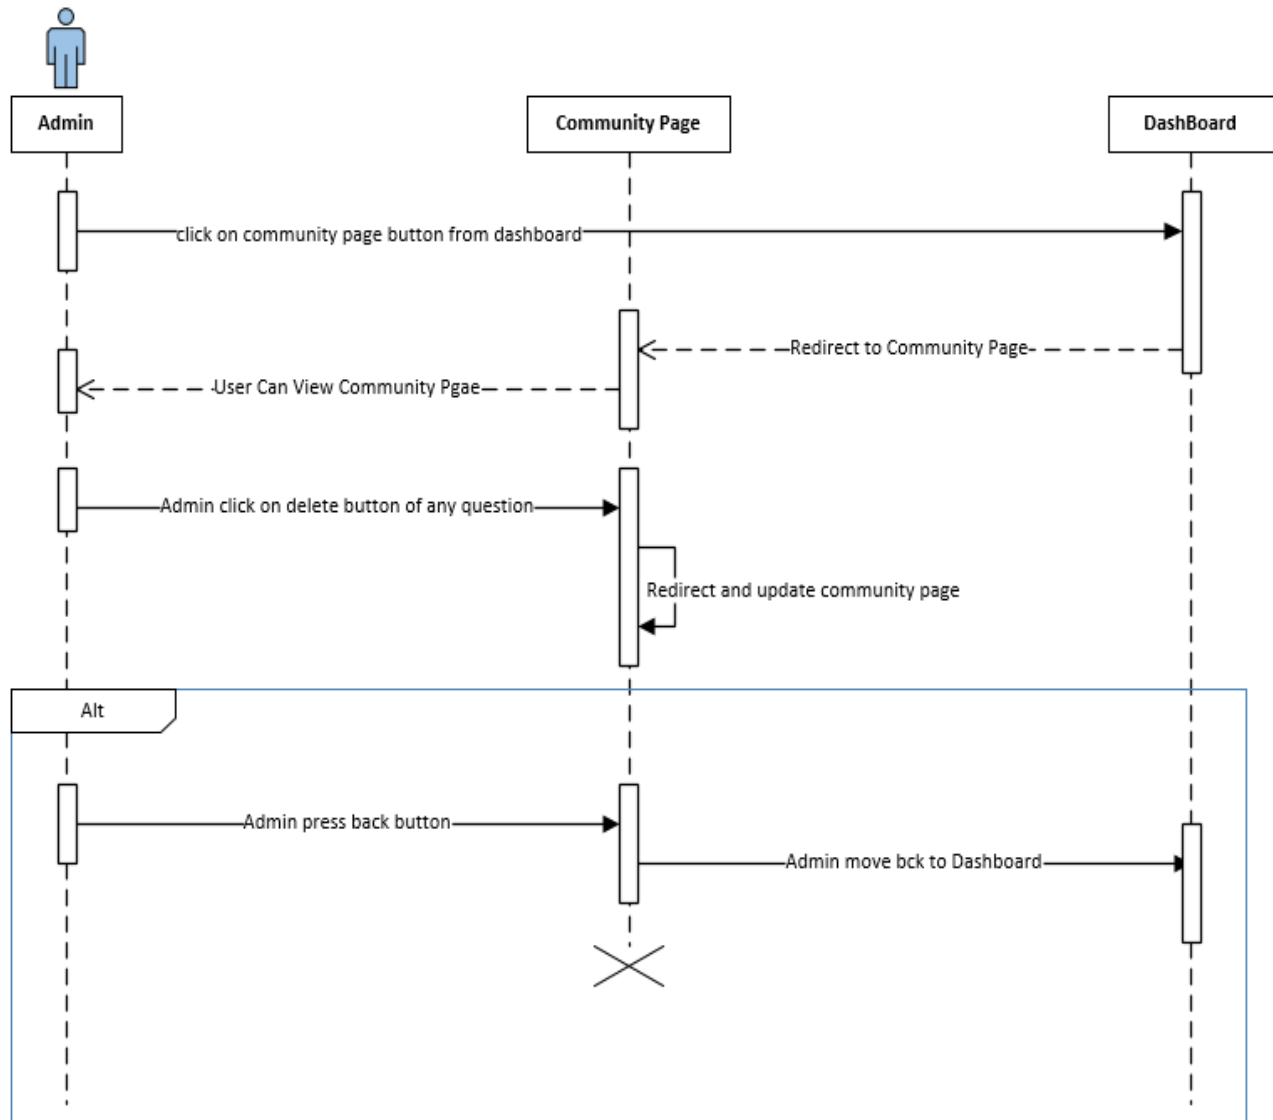 Admin
Community Page
DashBoard
click on community page button from dashboard
Redirect to Community Page
User Can View Community Pgae
Admin click on delete button of any question
Redirect and update community page
Alt
Admin press back button
Admin move bck to Dashboard